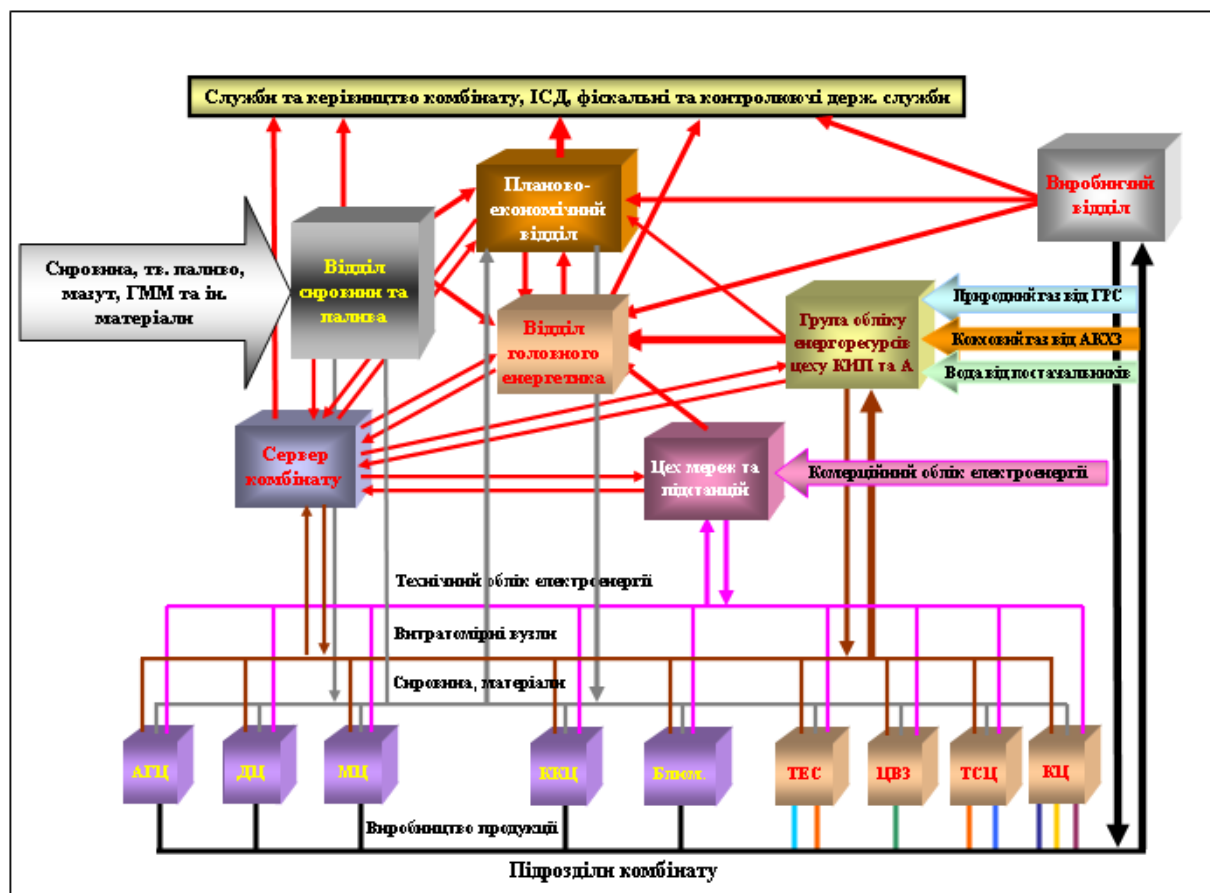 Служби та керівництво комбінату, ІСД, фіскальні та контролюючі держ. служби
Планово-
економічний
відділ
Виробничий
відділ
Сировина, тв. паливо,
мазут, ГММ та ін.
матеріали
Відділ
сировини та
палива
Відділ
головного
енергетика
Група обліку
енергоресурсів
цеху КИП та А
Природний газ від ГРС
Коксовий газ від АКХЗ
Вода від постачальників
Сервер
комбінату
Цех мереж та
підстанцій
Комерційний облік електроенергії
Технічний облік електроенергії
Витратомірні вузли
Сировина, матеріали
АГЦ
ДЦ
МЦ
ККЦ
Блюм.
ТЕС
ЦВЗ
ТСЦ
КЦ
Виробництво продукції
Підрозділи комбінату